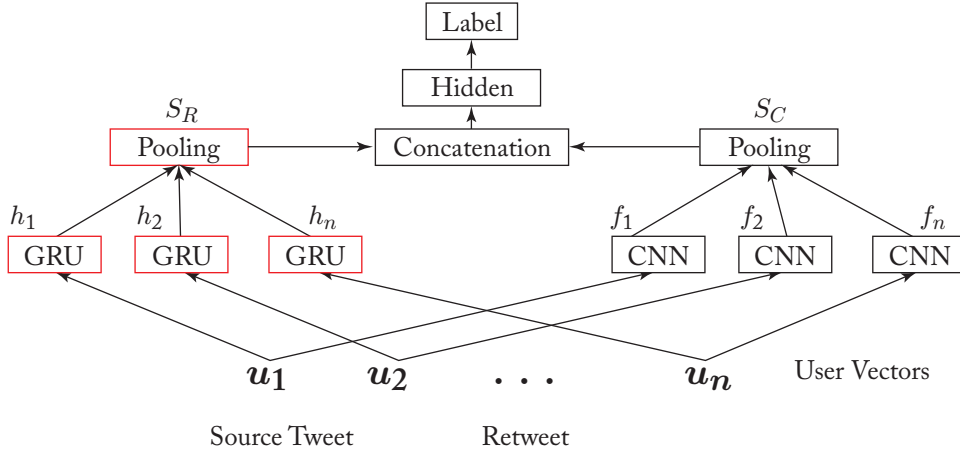 Label
Hidden
S_R S_C
Pooling Concatenation Pooling
h_1 h_2 h_n f_1 f_2 f_n
GRU GRU GRU CNN CNN CNN
u_1 u_2 . . . u_n User Vectors
Source Tweet Retweet